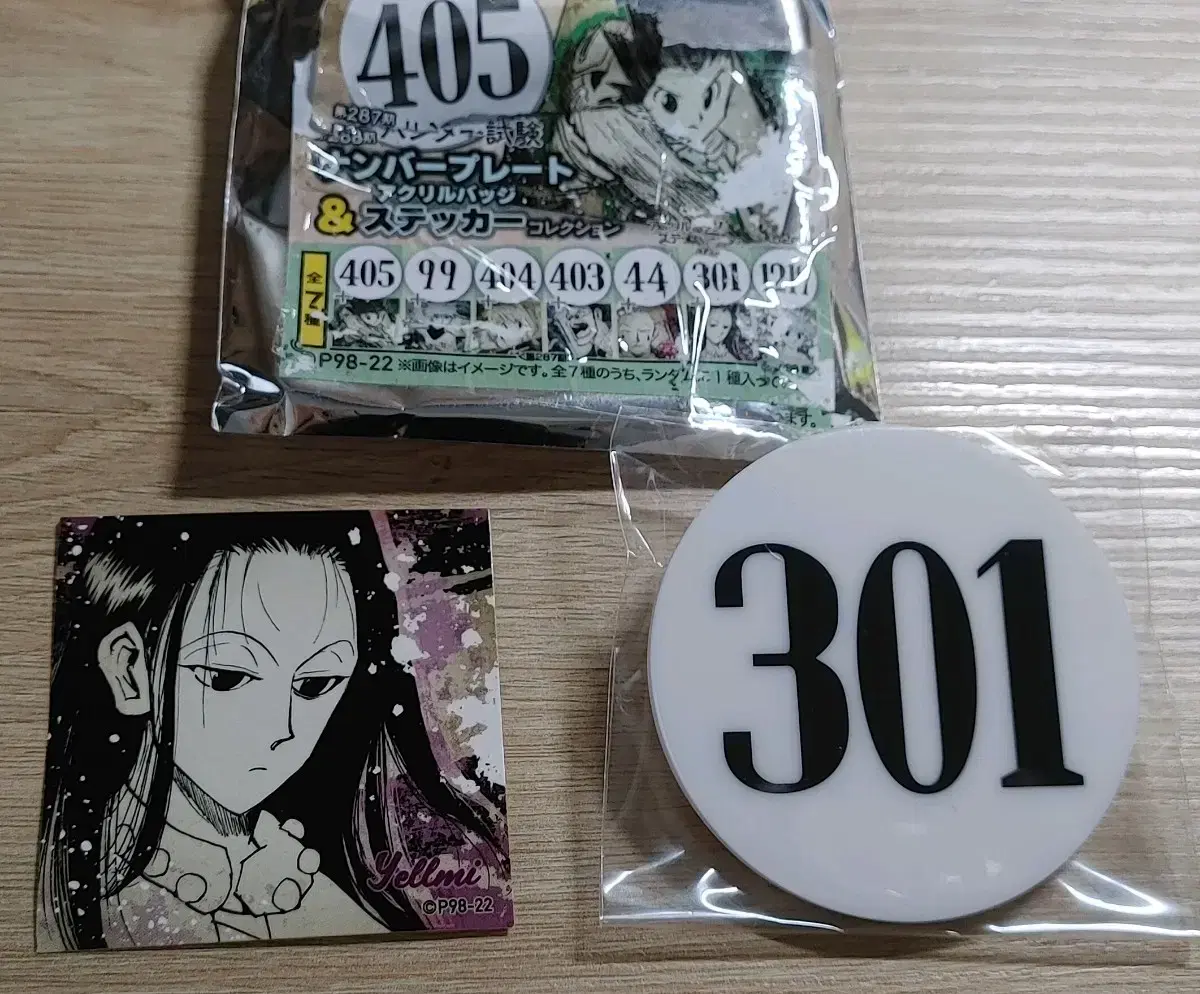 405
第287期
ハンター試験
ナンバープレート
アクリルバッジ
&ステッカーコレクション
全7種
405 99 404 403 44 301 1219
©P98-22 ※画像はイメージです。全7種のうち、ランダムに1種入って
ます。
301
Yellmi
©P98-22